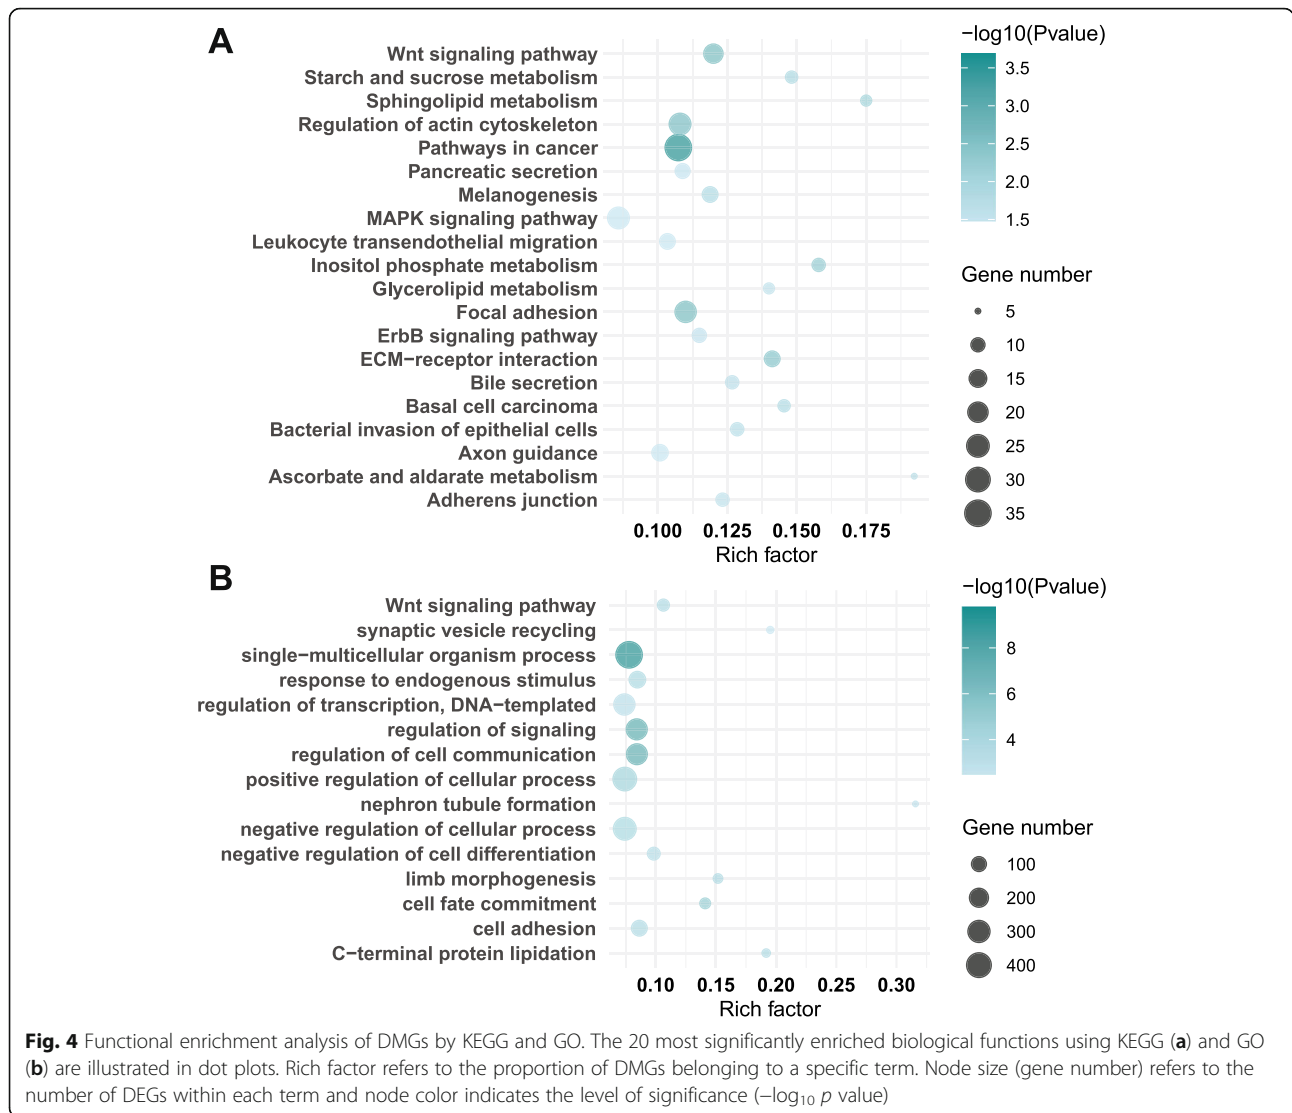 A
Wnt signaling pathway
Starch and sucrose metabolism
Sphingolipid metabolism
Regulation of actin cytoskeleton
Pathways in cancer
Pancreatic secretion
Melanogenesis
MAPK signaling pathway
Leukocyte transendothelial migration
Inositol phosphate metabolism
Glycerolipid metabolism
Focal adhesion
ErbB signaling pathway
ECM−receptor interaction
Bile secretion
Basal cell carcinoma
Bacterial invasion of epithelial cells
Axon guidance
Ascorbate and aldarate metabolism
Adherens junction
0.100 0.125 0.150 0.175
Rich factor
−log10(Pvalue)
3.5
3.0
2.5
2.0
1.5
Gene number
5
10
15
20
25
30
35
B
Wnt signaling pathway
synaptic vesicle recycling
single−multicellular organism process
response to endogenous stimulus
regulation of transcription, DNA−templated
regulation of signaling
regulation of cell communication
positive regulation of cellular process
nephron tubule formation
negative regulation of cellular process
negative regulation of cell differentiation
limb morphogenesis
cell fate commitment
cell adhesion
C−terminal protein lipidation
0.10 0.15 0.20 0.25 0.30
Rich factor
−log10(Pvalue)
8
6
4
Gene number
100
200
300
400
Fig. 4 Functional enrichment analysis of DMGs by KEGG and GO. The 20 most significantly enriched biological functions using KEGG (a) and GO
(b) are illustrated in dot plots. Rich factor refers to the proportion of DMGs belonging to a specific term. Node size (gene number) refers to the
number of DEGs within each term and node color indicates the level of significance (−log10 p value)